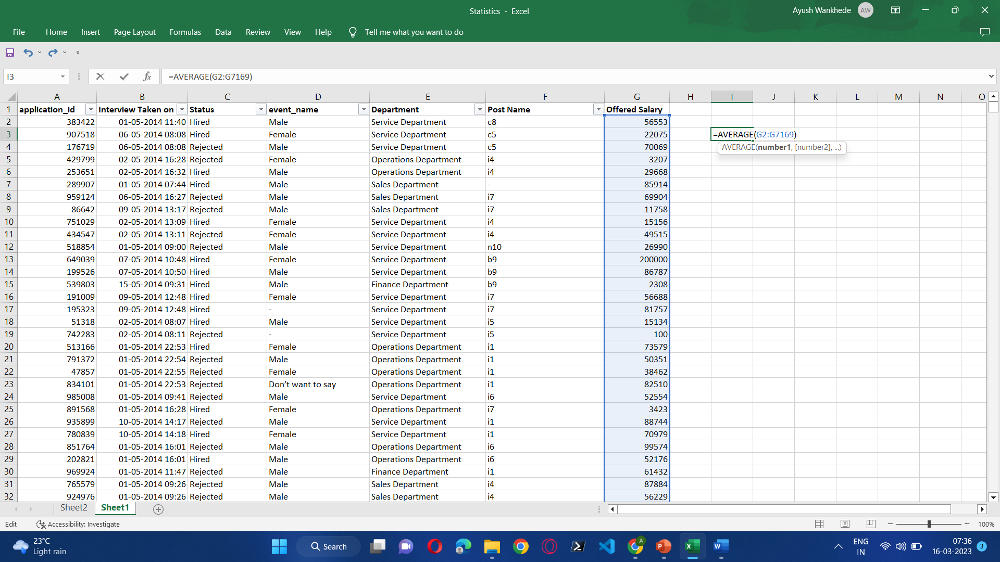 Statistics - Excel
Ayush Wankhede AW
File Home Insert Page Layout Formulas Data Review View Help Tell me what you want to do
I3 fx =AVERAGE(G2:G7169)
A B C D E F G H I J K L M N O
1 application_id Interview Taken on Status event_name Department Post Name Offered Salary
2 383422 01-05-2014 11:40 Hired Male Service Department c8 56553
3 907518 06-05-2014 08:08 Hired Female Service Department c5 22075 =AVERAGE(G2:G7169)
4 176719 06-05-2014 08:08 Rejected Male Service Department c5 70069 AVERAGE(number1, [number2], ...)
5 429799 02-05-2014 16:28 Rejected Female Operations Department i4 3207
6 253651 02-05-2014 16:32 Hired Male Operations Department i4 29668
7 289907 01-05-2014 07:44 Hired Male Sales Department - 85914
8 959124 06-05-2014 16:27 Rejected Male Sales Department i7 69904
9 86642 09-05-2014 13:17 Rejected Male Sales Department i7 11758
10 751029 02-05-2014 13:09 Hired Female Service Department i4 15156
11 434547 02-05-2014 13:11 Rejected Female Service Department i4 49515
12 518854 01-05-2014 09:00 Rejected Male Service Department n10 26990
13 649039 07-05-2014 10:48 Hired Female Service Department b9 200000
14 199526 07-05-2014 10:50 Hired Male Service Department b9 86787
15 539803 15-05-2014 09:31 Hired Male Finance Department b9 2308
16 191009 09-05-2014 12:48 Hired Female Service Department i7 56688
17 195323 09-05-2014 12:48 Hired - Service Department i7 81757
18 51318 02-05-2014 08:07 Hired Male Service Department i5 15134
19 742283 02-05-2014 08:11 Rejected - Service Department i5 100
20 513166 01-05-2014 22:53 Hired Female Operations Department i1 73579
21 791372 01-05-2014 22:54 Rejected Male Operations Department i1 50351
22 47857 01-05-2014 22:55 Rejected Female Operations Department i1 38462
23 834101 01-05-2014 22:53 Rejected Don’t want to say Operations Department i1 82510
24 985008 01-05-2014 09:41 Rejected Male Service Department i6 52554
25 891568 01-05-2014 16:28 Hired Female Operations Department i7 3423
26 935899 10-05-2014 14:17 Rejected Male Service Department i1 88744
27 780839 10-05-2014 14:18 Hired Female Service Department i1 70979
28 851764 01-05-2014 16:01 Rejected Male Operations Department i6 99574
29 202821 01-05-2014 16:01 Hired Male Operations Department i6 52176
30 969924 01-05-2014 11:47 Rejected Male Finance Department i1 61432
31 765579 01-05-2014 09:26 Rejected Male Sales Department i4 87884
32 924976 01-05-2014 09:26 Rejected Male Sales Department i4 56229
Sheet2 Sheet1
Edit Accessibility: Investigate 100%
23°C
Light rain
Search
A
P
X
W
ENG
IN
07:36
16-03-2023
3